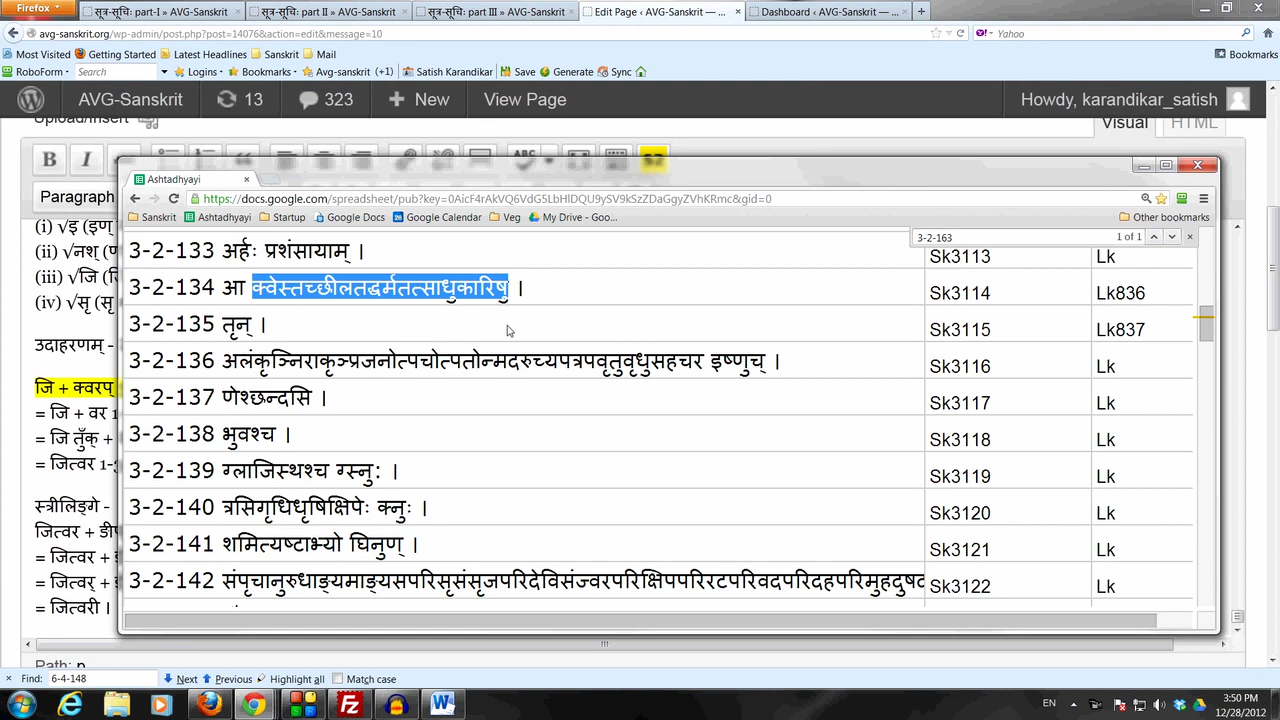 Firefox
सूत्र-सूचिः part-I » AVG-Sanskrit
सूत्र-सूचिः part II » AVG-Sanskrit
सूत्र-सूचिः part III » AVG-Sanskrit
Edit Page ‹ AVG-Sanskrit — ...
Dashboard ‹ AVG-Sanskrit — ...
avg-sanskrit.org/wp-admin/post.php?post=14076&action=edit&message=10
Yahoo
Most Visited Getting Started Latest Headlines Sanskrit Mail Bookmarks
RoboForm Search Logins Bookmarks Avg-sanskrit (+1) Satish Karandikar Save Generate Sync
AVG-Sanskrit 13 323 + New View Page Howdy, karandikar_satish
Upload/Insert Visual HTML
B I ABC
Paragraph
Ashtadhyayi
https://docs.google.com/spreadsheet/pub?key=0AicF4rAkVQ6VdG5LbHlDQU9ySV9kSzZDaGgyZVhKRmc&gid=0
Sanskrit Ashtadhyayi Startup Google Docs Google Calendar Veg My Drive - Goo... Other bookmarks
3-2-163 1 of 1
3-2-133 अर्हः प्रशंसायाम् । Sk3113 Lk
3-2-134 आ क्वेस्तच्छीलतद्धर्मतत्साधुकारिषु । Sk3114 Lk836
3-2-135 तृन् । Sk3115 Lk837
3-2-136 अलंकृञ्निराकृञ्प्रजनोत्पचोत्पतोन्मदरुच्यपत्रपवृतुवृधुसहचर इष्णुच् । Sk3116 Lk
3-2-137 णेश्छन्दसि । Sk3117 Lk
3-2-138 भुवश्च । Sk3118 Lk
3-2-139 ग्लाजिस्थश्च ग्स्नुः । Sk3119 Lk
3-2-140 त्रसिगृधिधृषिक्षिपेः क्नुः । Sk3120 Lk
3-2-141 शमित्यष्टाभ्यो घिनुण् । Sk3121 Lk
3-2-142 संपृचानुरुधाङ्यमाङ्यसपरिसृसंसृजपरिदेविसंज्वरपरिक्षिपपरिरटपरिवदपरिदहपरिमुहदुषद Sk3122 Lk
(i) √इ (इण्
(ii) √नश् (ण
(iii) √जि (जि
(iv) √सृ (सृ
उदाहरणम् -
जि + क्वरप्
= जि + वर 1
= जि तुँक् +
= जित्वर 1-
स्त्रीलिङ्गे -
जित्वर + ङीप
= जित्वर + ई
= जित्वर् + ई
= जित्वरी ।
Path: p
Find: 6-4-148 Next Previous Highlight all Match case
EN
3:50 PM
12/28/2012